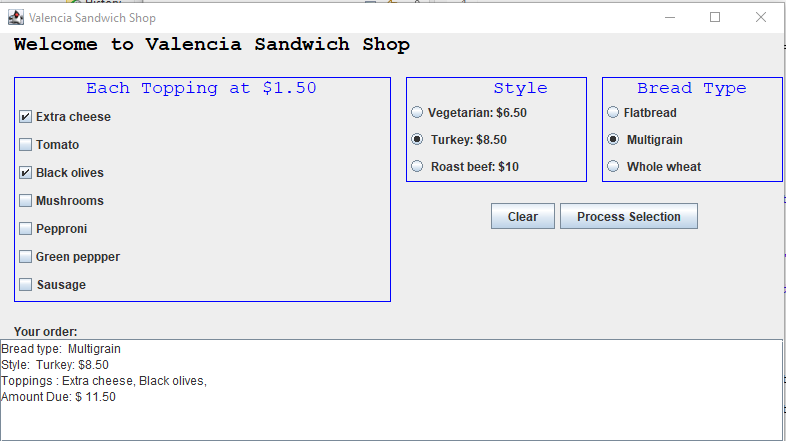 History
Valencia Sandwich Shop
Welcome to Valencia Sandwich Shop
Each Topping at $1.50
Extra cheese
Tomato
Black olives
Mushrooms
Pepproni
Green peppper
Sausage
Style
Vegetarian: $6.50
Turkey: $8.50
Roast beef: $10
Bread Type
Flatbread
Multigrain
Whole wheat
Clear
Process Selection
Your order:
Bread type:  Multigrain
Style:  Turkey: $8.50
Toppings : Extra cheese, Black olives,
Amount Due: $ 11.50